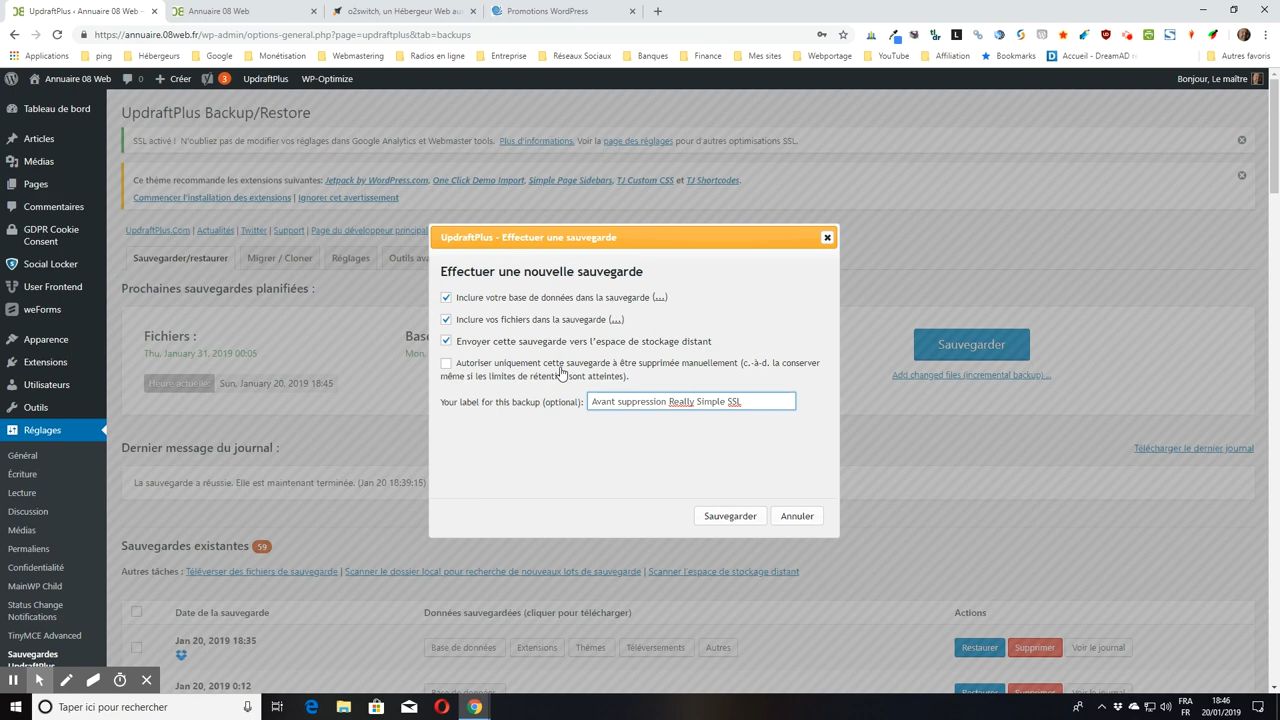 UpdraftPlus ‹ Annuaire 08 Web –
Annuaire 08 Web
o2switch, un Hébergeur Web au
Promotions WordPress
https://annuaire.08web.fr/wp-admin/options-general.php?page=updraftplus&tab=backups
Applications
ping
Hébergeurs
Google
Monétisation
Webmastering
Radios en ligne
Entreprise
Réseaux Sociaux
Banques
Finance
Mes sites
Webportage
YouTube
Affiliation
Bookmarks
Accueil - DreamAD
Autres favoris
Annuaire 08 Web
0
Créer
3
UpdraftPlus
WP-Optimize
Bonjour, Le maître
Tableau de bord
Articles
Médias
Pages
Commentaires
GDPR Cookie
Consent
Social Locker
User Frontend
weForms
Apparence
Extensions
Utilisateurs
Outils
Réglages
Général
Écriture
Lecture
Discussion
Médias
Permaliens
Confidentialité
MainWP Child
Status Change
Notifications
TinyMCE Advanced
Sauvegardes
UpdraftPlus
UpdraftPlus Backup/Restore
SSL activé ! N'oubliez pas de modifier vos réglages dans Google Analytics et Webmaster tools. Plus d'informations. Voir la page des réglages pour d'autres optimisations SSL.
Ce thème recommande les extensions suivantes: Jetpack by WordPress.com, One Click Demo Import, Simple Page Sidebars, TJ Custom CSS et TJ Shortcodes.
Commencer l'installation des extensions | Ignorer cet avertissement
UpdraftPlus.Com | Actualités | Twitter | Support | Page du développeur principal
Sauvegarder/restaurer
Migrer / Cloner
Réglages
Outils ava
Prochaines sauvegardes planifiées :
Fichiers :
Thu, January 31, 2019 00:05
Base
Mon,
Heure actuelle:
Sun, January 20, 2019 18:45
Sauvegarder
Add changed files (incremental backup) ...
UpdraftPlus - Effectuer une sauvegarde
Effectuer une nouvelle sauvegarde
Inclure votre base de données dans la sauvegarde (...)
Inclure vos fichiers dans la sauvegarde (...)
Envoyer cette sauvegarde vers l'espace de stockage distant
Autoriser uniquement cette sauvegarde à être supprimée manuellement (c.-à-d. la conserver
même si les limites de rétention sont atteintes).
Your label for this backup (optional):
Avant suppression Really Simple SSL
Sauvegarder
Annuler
Dernier message du journal :
Télécharger le dernier journal
La sauvegarde a réussie. Elle est maintenant terminée. (Jan 20 18:39:15)
Sauvegardes existantes 59
Autres tâches : Téléverser des fichiers de sauvegarde | Scanner le dossier local pour recherche de nouveaux lots de sauvegarde | Scanner l'espace de stockage distant
Date de la sauvegarde
Données sauvegardées (cliquer pour télécharger)
Actions
Jan 20, 2019 18:35
Base de données
Extensions
Thèmes
Téléversements
Autres
Restaurer
Supprimer
Voir le journal
Jan 20, 2019 0:12
Base de données
Restaurer
Supprimer
Voir le journal
Taper ici pour rechercher
FRA
FR
18:46
20/01/2019